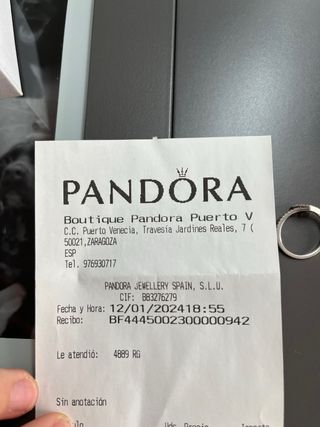 PANDORA
Boutique Pandora Puerto V
C.C. Puerto Venecia, Travesia Jardines Reales, 7 (
50021,ZARAGOZA
ESP
Tel. 976930717
PANDORA JEWELLERY SPAIN, S.L.U.
CIF: B83276279
Fecha y Hora: 12/01/202418:55
Recibo: BF4445002300000942
Le atendió: 4889 RG
Sin anotación